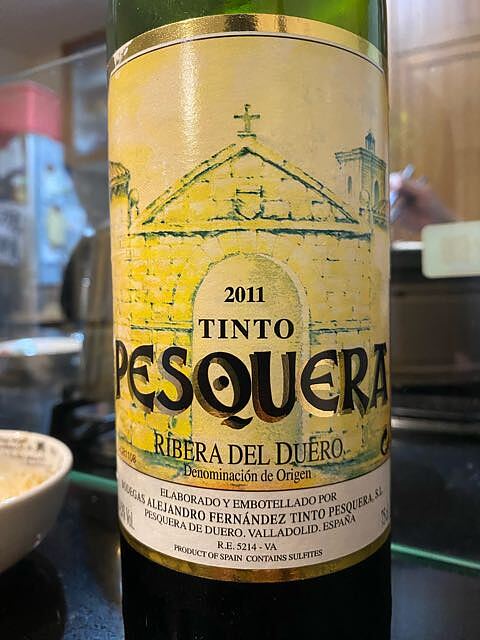 2011
TINTO
PESQUERA
RIBERA DEL DUERO
Denominación de Origen
ELABORADO Y EMBOTELLADO POR
BODEGAS ALEJANDRO FERNÁNDEZ TINTO PESQUERA, S.L.
PESQUERA DE DUERO. VALLADOLID. ESPAÑA
R.E. 5214 - VA
PRODUCT OF SPAIN CONTAINS SULFITES